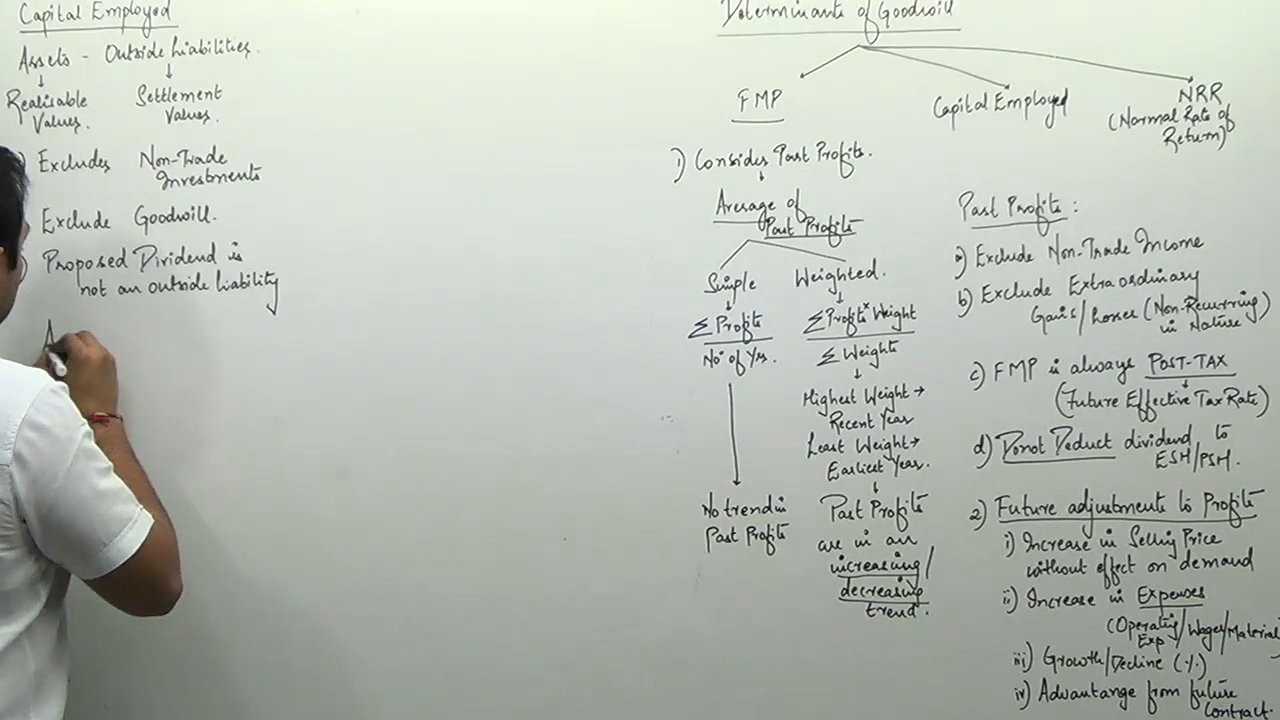 Capital Employed
Assets - Outside Liabilities.
Realisable Values.
Settlement Values.
Excludes Non-Trade Investments
Exclude Goodwill.
Proposed Dividend is
not an outside liability
A
Determinants of Goodwill
FMP
Capital Employed
NRR
(Normal Rate of
Return)
1) Consides Past Profits.
Average of
Past Profits
Simple
Σ Profits
No. of Yrs.
No trend in
Past Profits
Weighted.
Σ Profits x Weight
Σ Weights
Highest Weight →
Recent Year
Least Weight →
Earliest Year.
Past Profits
are in an
increasing/
decreasing
trend.
Past Profits:
a) Exclude Non-Trade Income
b) Exclude Extraordinary
Gains/Losses (Non-Recurring)
in Nature
c) FMP is always POST-TAX
(Future Effective Tax Rate)
d) Donot Deduct dividend to
ESH/PSH.
2) Future adjustments to Profits
i) Increase in Selling Price
without effect on demand
ii) Increase in Expenses
(Operating Exp/Wages/Material)
iii) Growth/Decline (%)
iv) Advantange from future
Contract.